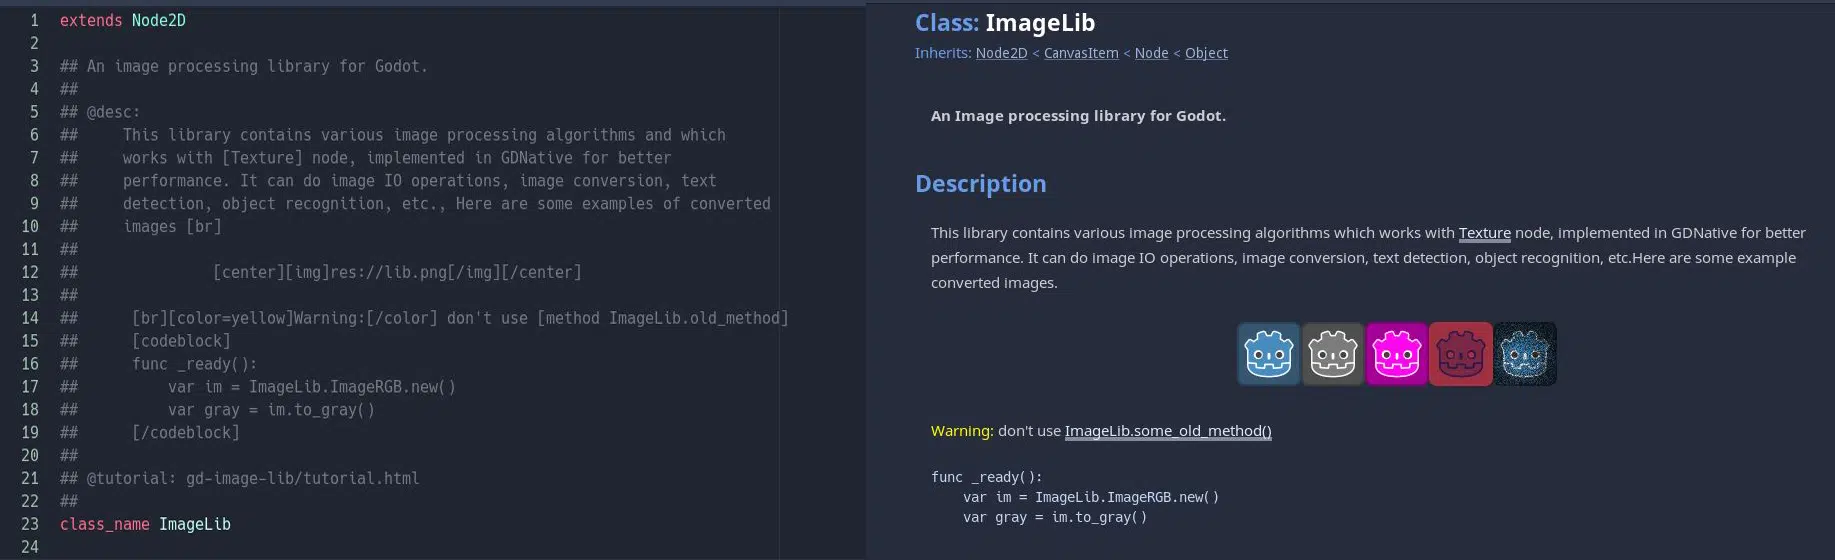 1 extends Node2D
2
3 ## An image processing library for Godot.
4 ##
5 ## @desc:
6 ##     This library contains various image processing algorithms and which
7 ##     works with [Texture] node, implemented in GDNative for better
8 ##     performance. It can do image IO operations, image conversion, text
9 ##     detection, object recognition, etc., Here are some examples of converted
10 ##     images [br]
11 ##
12 ##               [center][img]res://lib.png[/img][/center]
13 ##
14 ##      [br][color=yellow]Warning:[/color] don't use [method ImageLib.old_method]
15 ##      [codeblock]
16 ##      func _ready():
17 ##          var im = ImageLib.ImageRGB.new()
18 ##          var gray = im.to_gray()
19 ##      [/codeblock]
20 ##
21 ## @tutorial: gd-image-lib/tutorial.html
22 ##
23 class_name ImageLib
24
Class: ImageLib
Inherits: Node2D < CanvasItem < Node < Object
An Image processing library for Godot.
Description
This library contains various image processing algorithms which works with Texture node, implemented in GDNative for better
performance. It can do image IO operations, image conversion, text detection, object recognition, etc.Here are some example
converted images.
Warning: don't use ImageLib.some_old_method()
func _ready():
    var im = ImageLib.ImageRGB.new()
    var gray = im.to_gray()